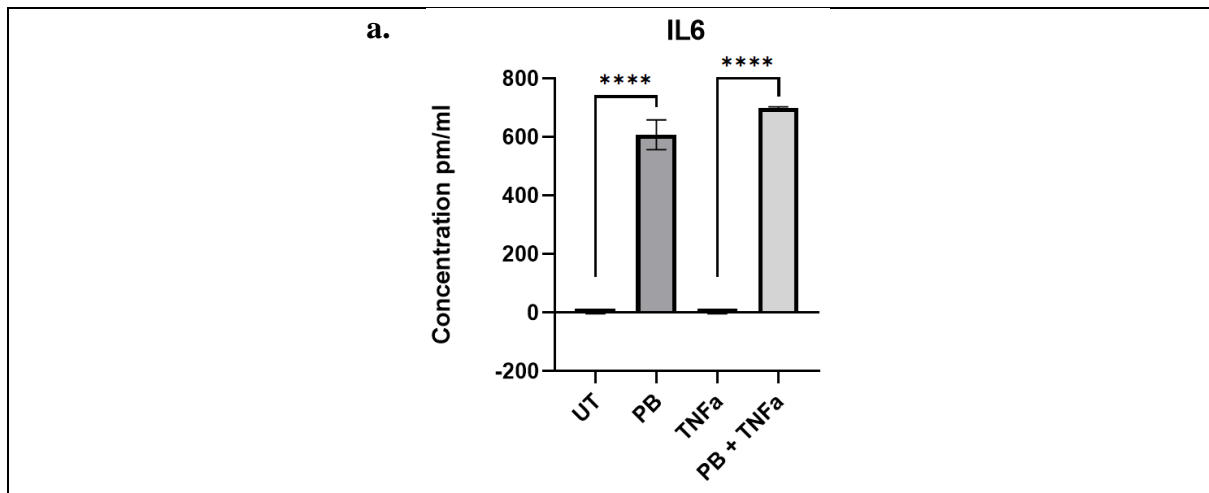 a.
IL6
Concentration pm/ml
800
600
400
200
0
-200
****
****
UT
PB
TNFa
PB + TNFa